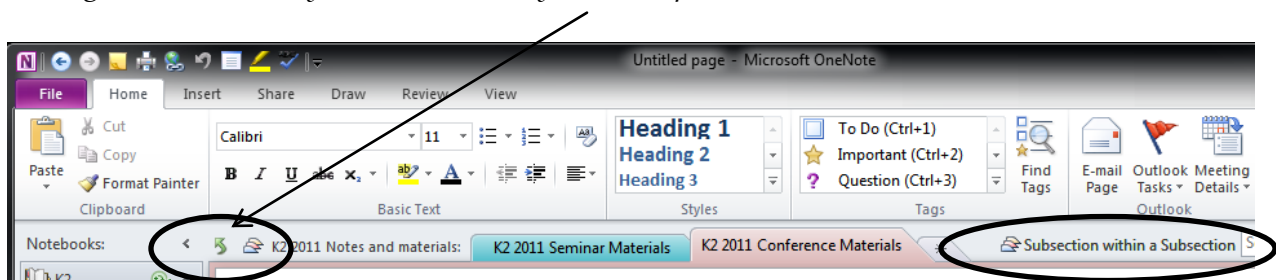 Untitled page - Microsoft OneNote
File Home Insert Share Draw Review View
Cut
Copy
Paste
Format Painter
Clipboard
Calibri 11
B I U abc x₂ ab A
Basic Text
Heading 1
Heading 2
Heading 3
Styles
To Do (Ctrl+1)
Important (Ctrl+2)
Question (Ctrl+3)
Tags
Find Tags
E-mail Page
Outlook Tasks
Meeting Details
Outlook
Notebooks: K2 2011 Notes and materials: K2 2011 Seminar Materials K2 2011 Conference Materials Subsection within a Subsection S
K2